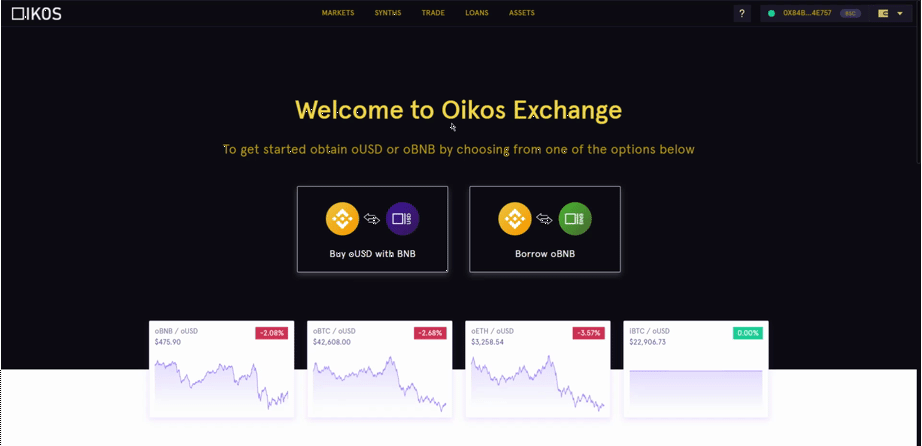 OIKOS
MARKETS SYNTHS TRADE LOANS ASSETS
? 0X84B...4E757 BSC
Welcome to Oikos Exchange
To get started obtain oUSD or oBNB by choosing from one of the options below
Buy oUSD with BNB
Borrow oBNB
oBNB / oUSD -2.08%
$475.90
oBTC / oUSD -2.68%
$42,608.00
oETH / oUSD -3.57%
$3,258.54
iBTC / oUSD 0.00%
$22,906.73